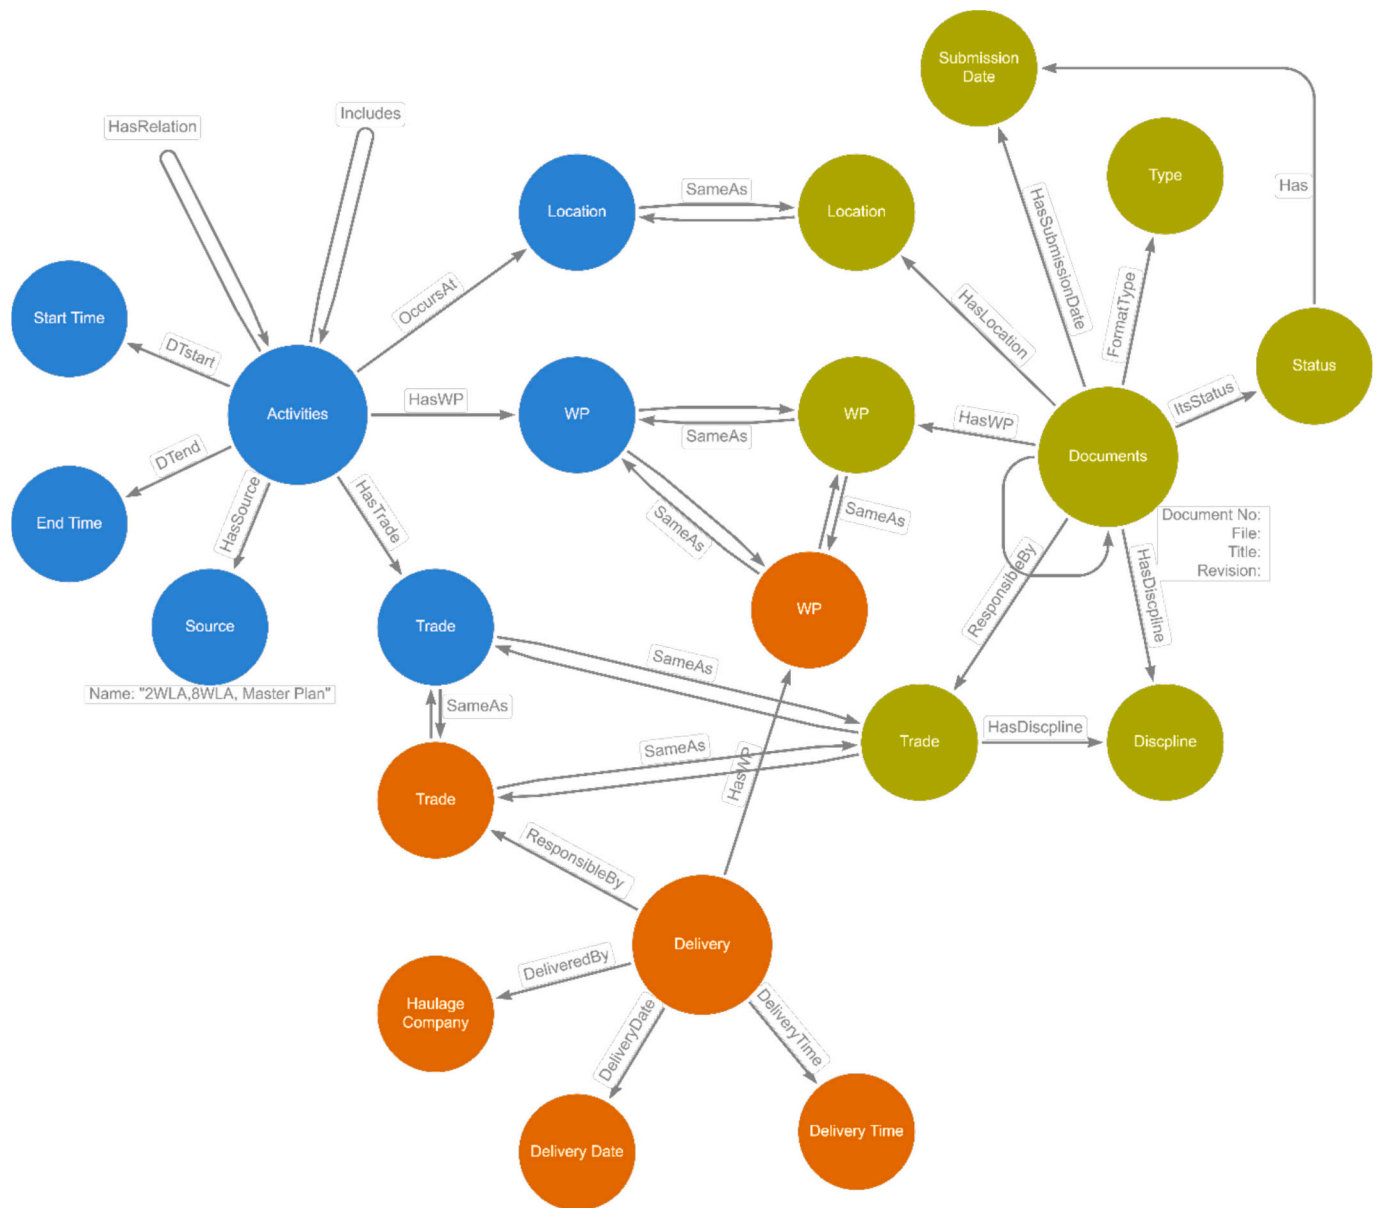 Submission
Date
HasRelation
Includes
Type
Has
Location
SameAs
Location
HasSubmissionDate
FormatType
OccursAt
HasLocation
Start Time
DTstart
Status
ItsStatus
Activities
HasWP
WP
SameAs
WP
HasWP
Documents
DTend
End Time
HasSource
HasTrade
SameAs
SameAs
Document No:
File:
Title:
Revision:
ResponsibleBy
HasDiscpline
WP
Source
Name: "2WLA,8WLA, Master Plan"
Trade
SameAs
SameAs
SameAs
HasWP
Trade
HasDiscpline
Discpline
Trade
ResponsibleBy
Delivery
DeliveredBy
Haulage
Company
DeliveryDate
DeliveryTime
Delivery Date
Delivery Time